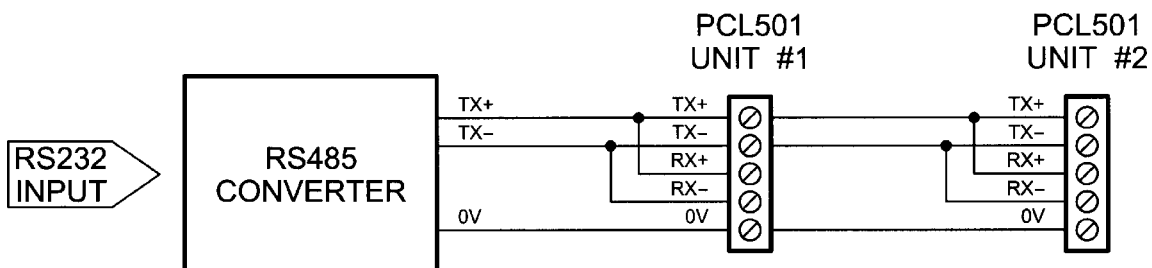 PCL501
UNIT #1
PCL501
UNIT #2
RS232
INPUT
RS485
CONVERTER
TX+
TX−
0V
TX+
TX−
RX+
RX−
0V
TX+
TX−
RX+
RX−
0V